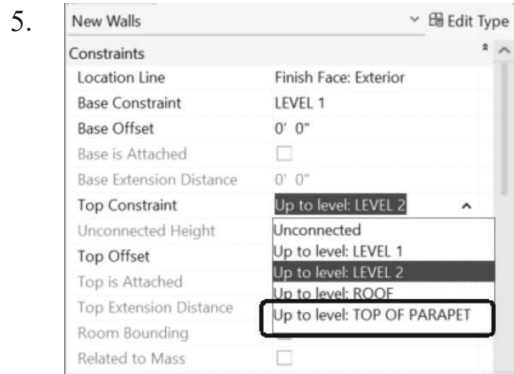 5.
New Walls Edit Type
Constraints
Location Line Finish Face: Exterior
Base Constraint LEVEL 1
Base Offset 0' 0"
Base is Attached
Base Extension Distance 0' 0"
Top Constraint Up to level: LEVEL 2
Unconnected Height Unconnected
Top Offset Up to level: LEVEL 1
Top is Attached Up to level: LEVEL 2
Top Extension Distance Up to level: ROOF
Up to level: TOP OF PARAPET
Room Bounding
Related to Mass